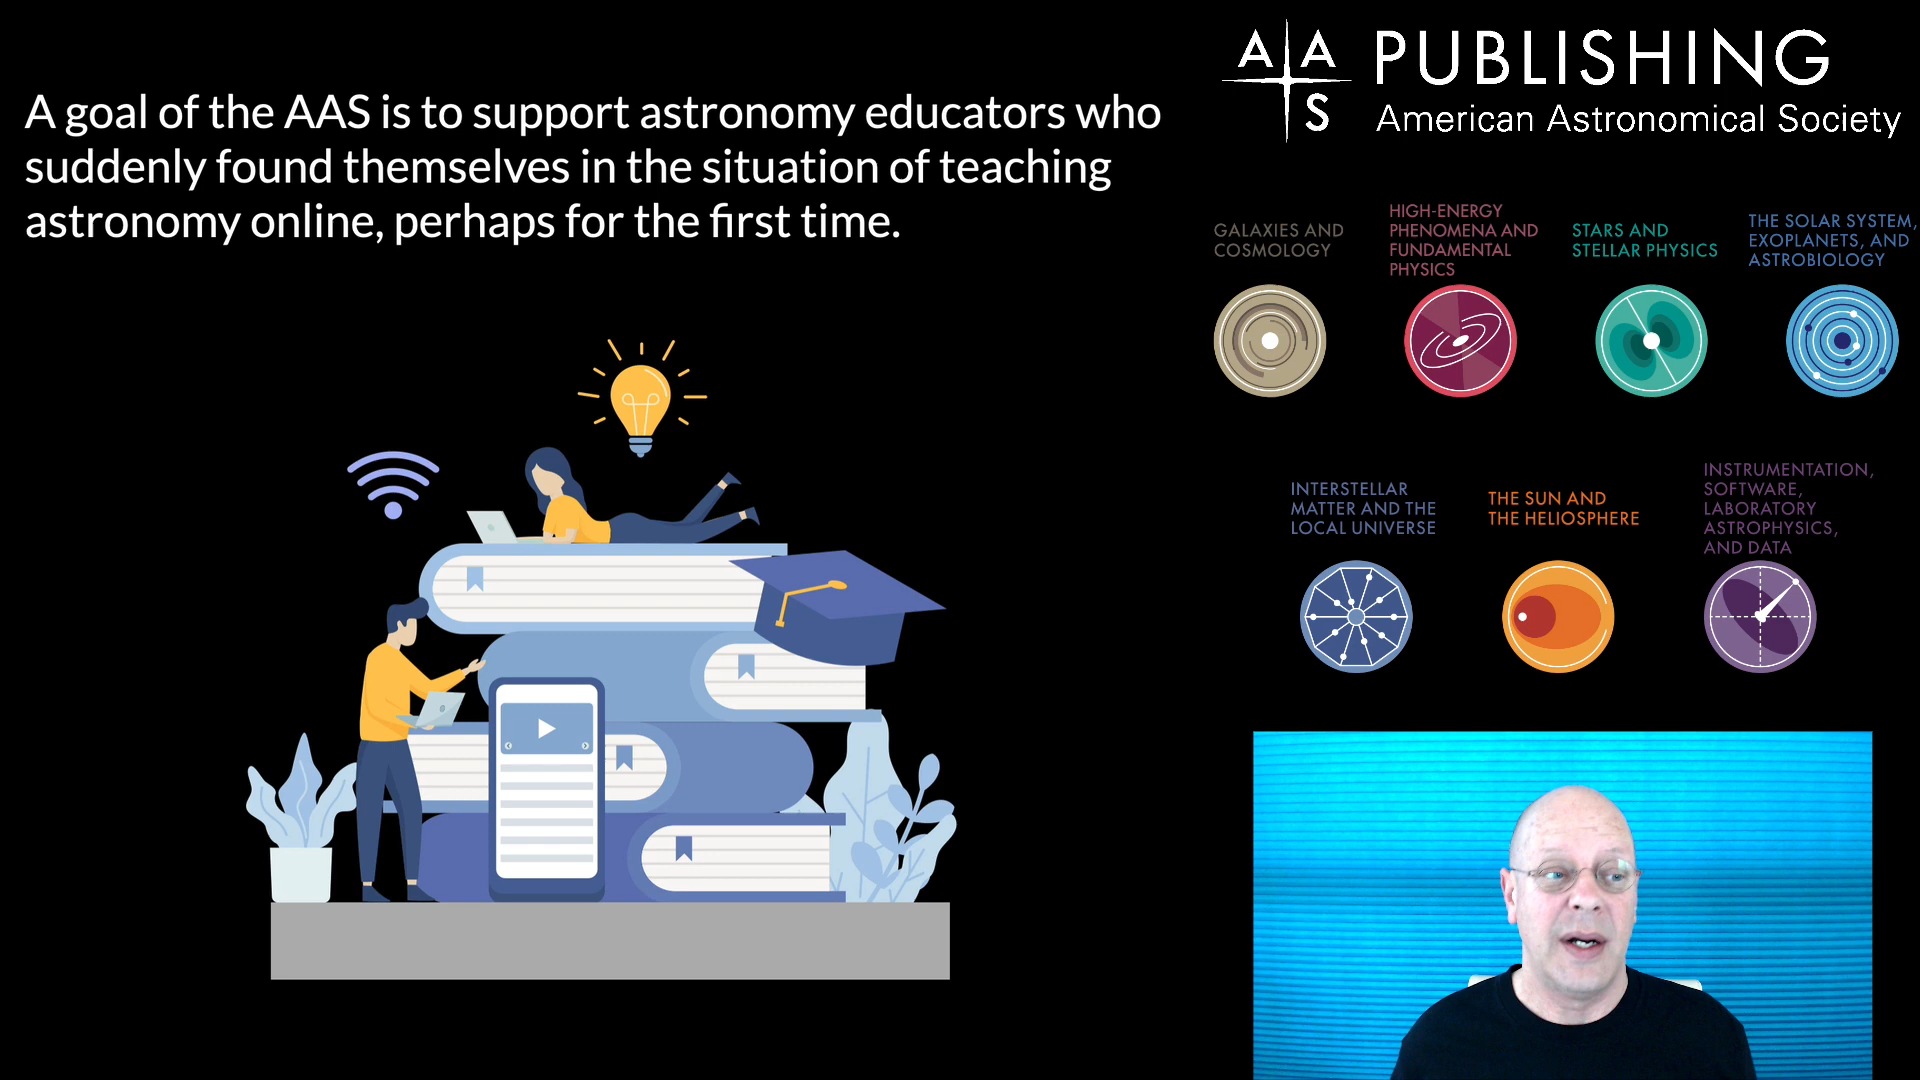 A goal of the AAS is to support astronomy educators who
suddenly found themselves in the situation of teaching
astronomy online, perhaps for the first time.
A A
S
PUBLISHING
American Astronomical Society
GALAXIES AND
COSMOLOGY
HIGH-ENERGY
PHENOMENA AND
FUNDAMENTAL
PHYSICS
STARS AND
STELLAR PHYSICS
THE SOLAR SYSTEM,
EXOPLANETS, AND
ASTROBIOLOGY
INTERSTELLAR
MATTER AND THE
LOCAL UNIVERSE
THE SUN AND
THE HELIOSPHERE
INSTRUMENTATION,
SOFTWARE,
LABORATORY
ASTROPHYSICS,
AND DATA